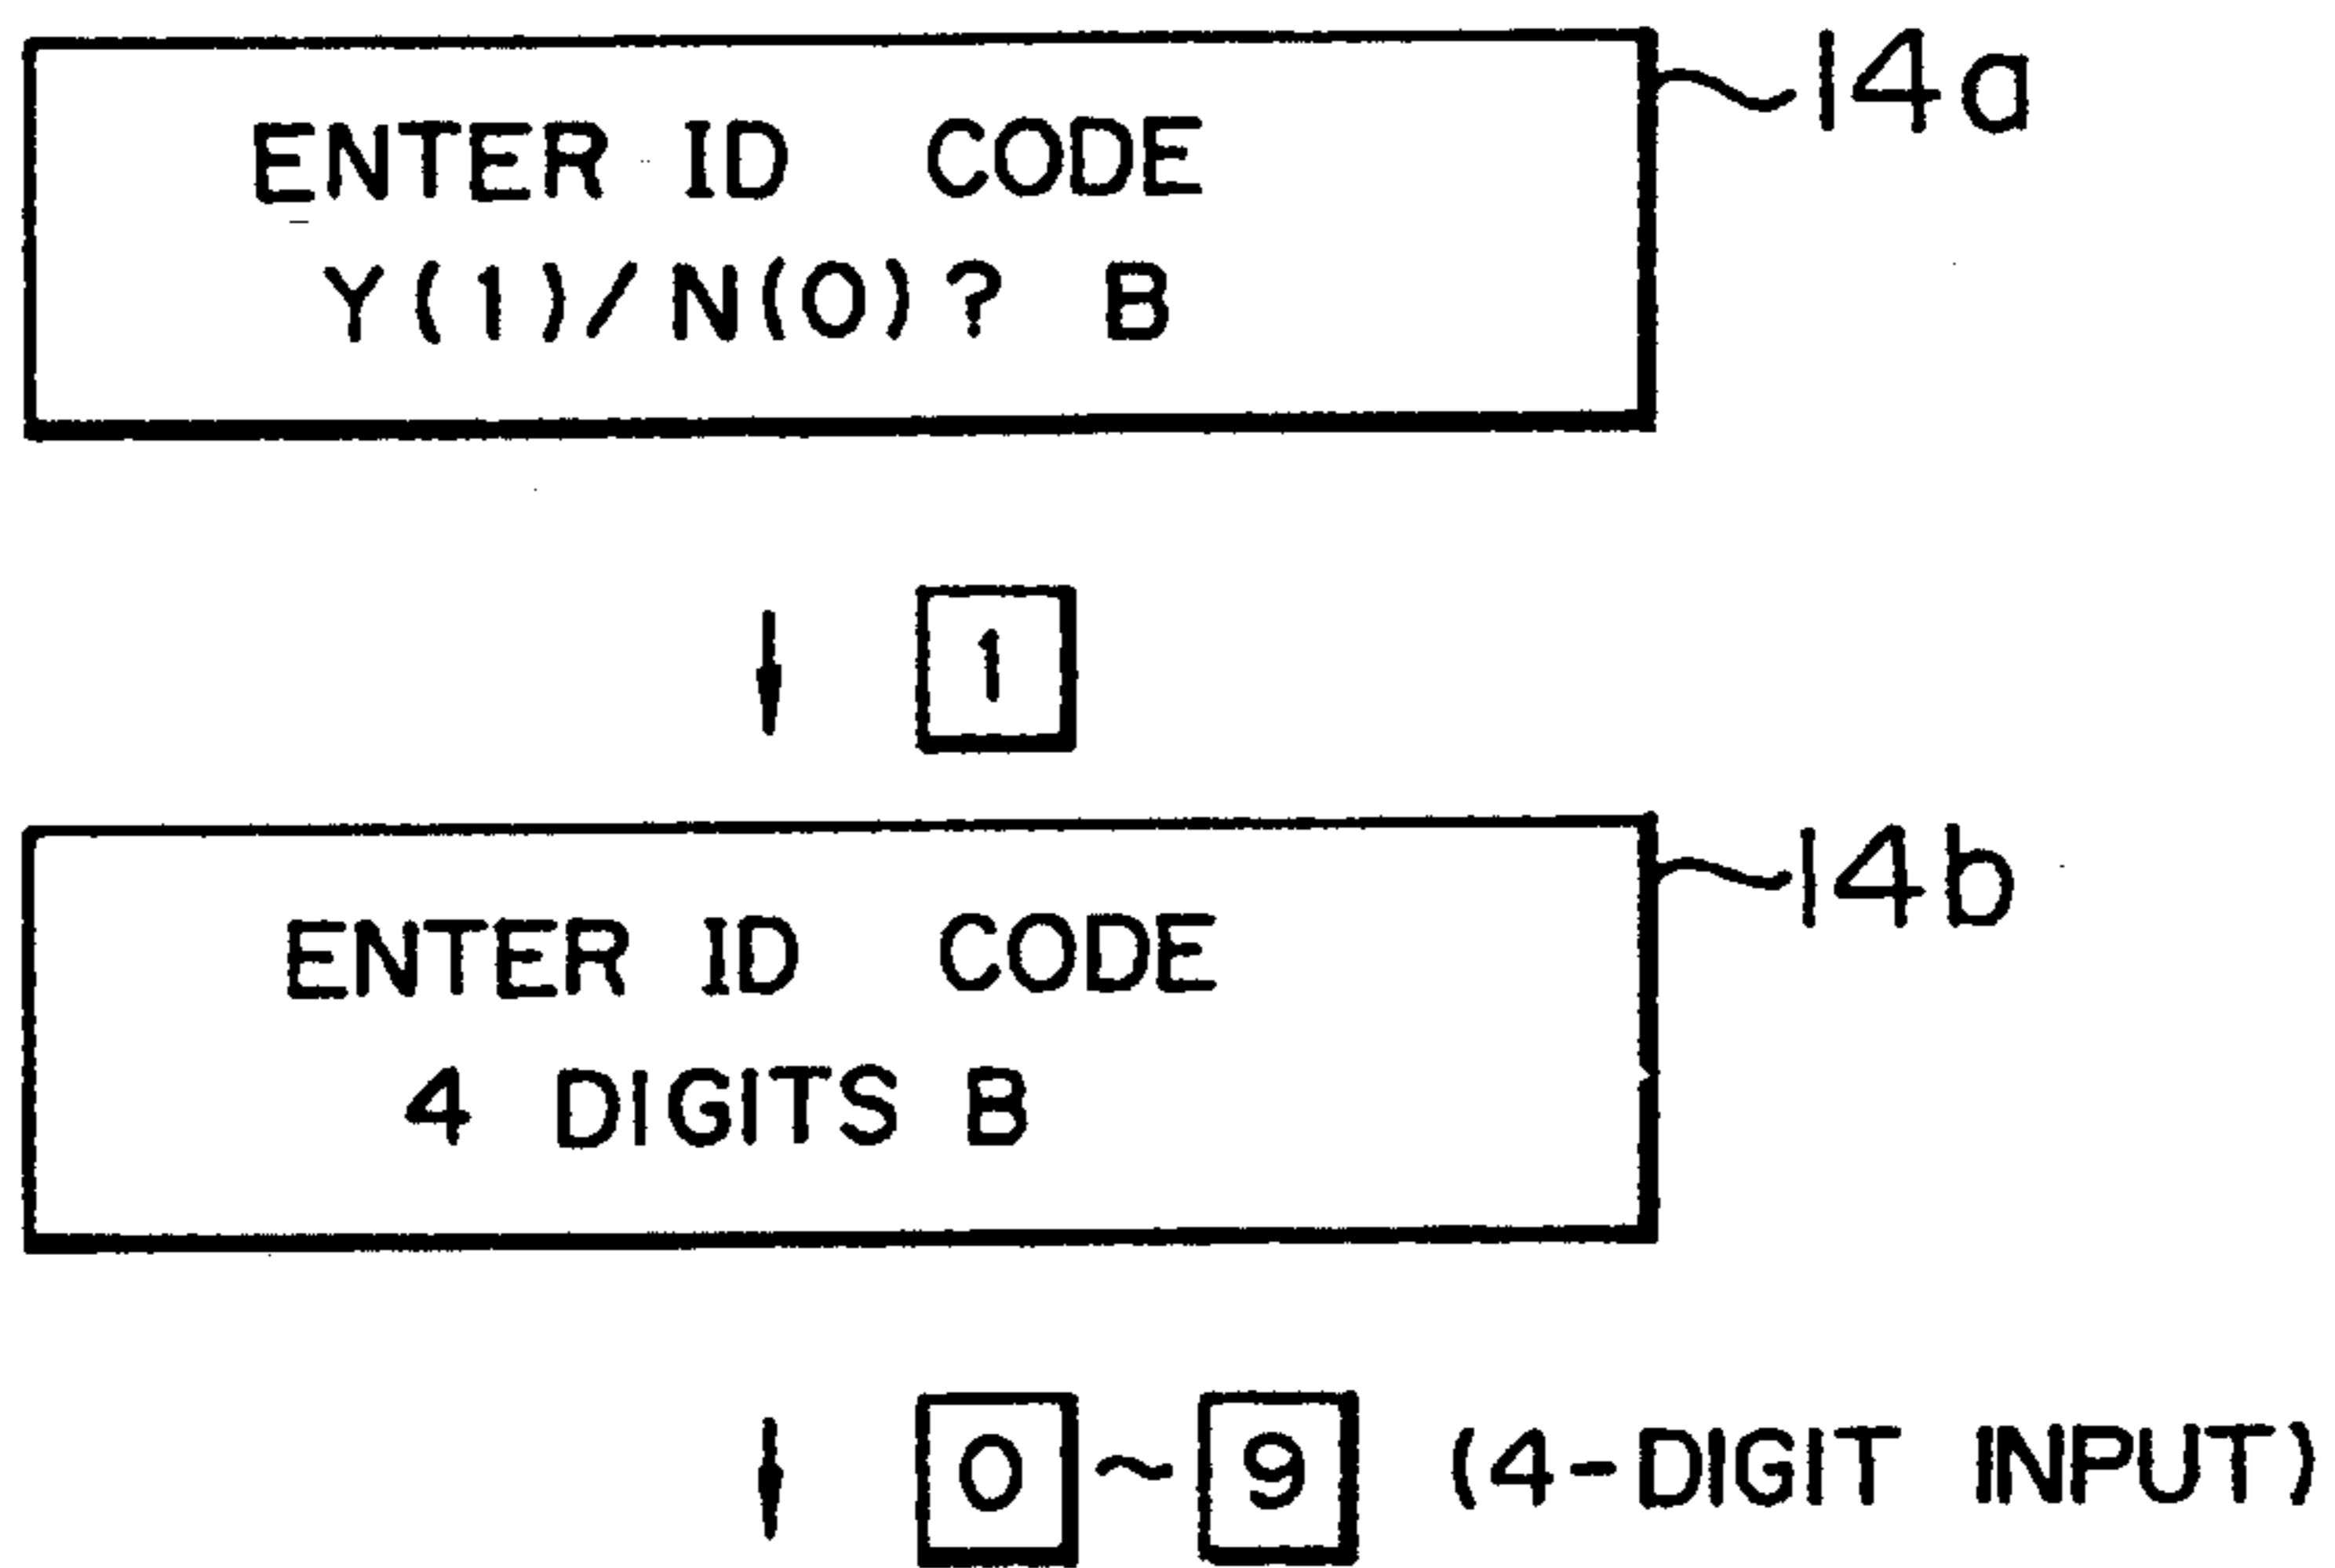 14a
ENTER ID CODE
Y(1)/N(0)? B
1
14b
ENTER ID CODE
4 DIGITS B
0~9 (4-DIGIT INPUT)